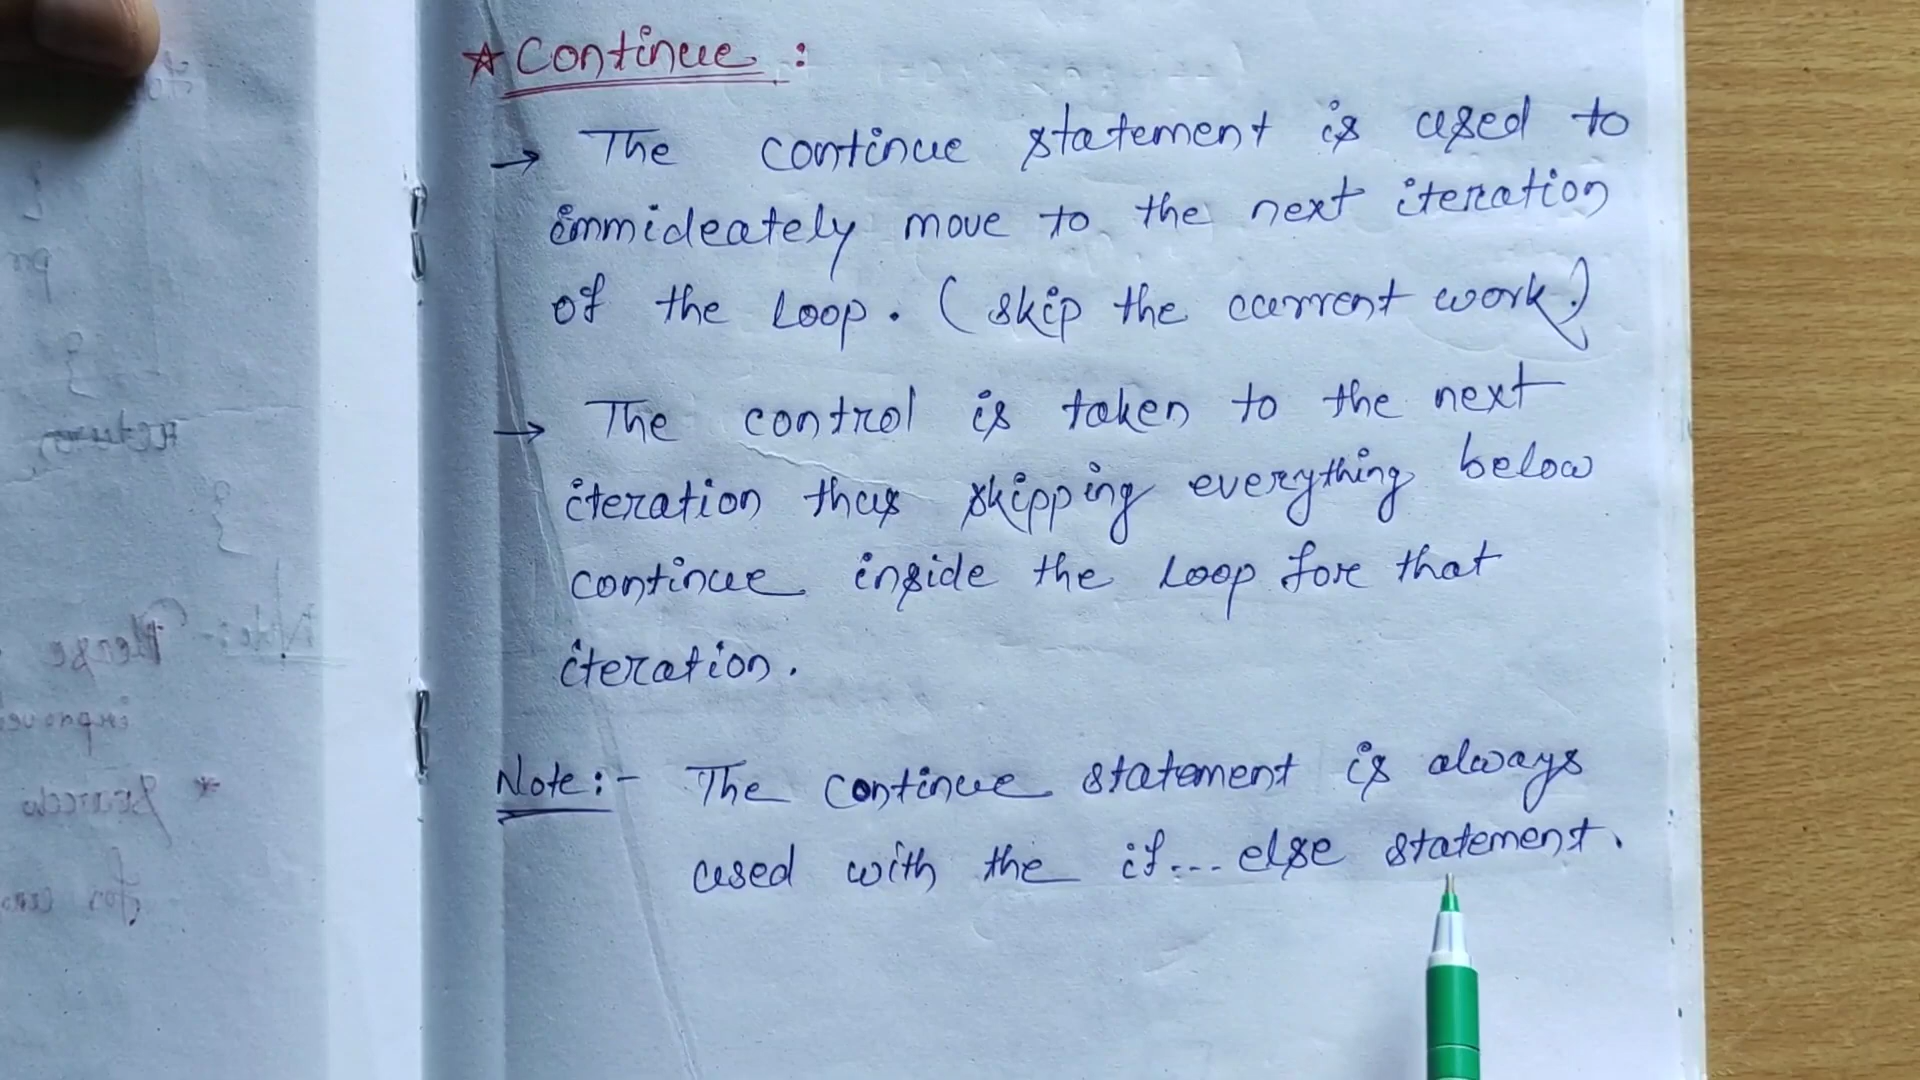 ☆ Continue :
→ The continue statement is used to
immideately move to the next iteration
of the Loop. (skip the current work)
→ The control is taken to the next
iteration thus skipping everything below
continue inside the Loop for that
iteration.
Note:- The continue statement is always
used with the if... else statement.